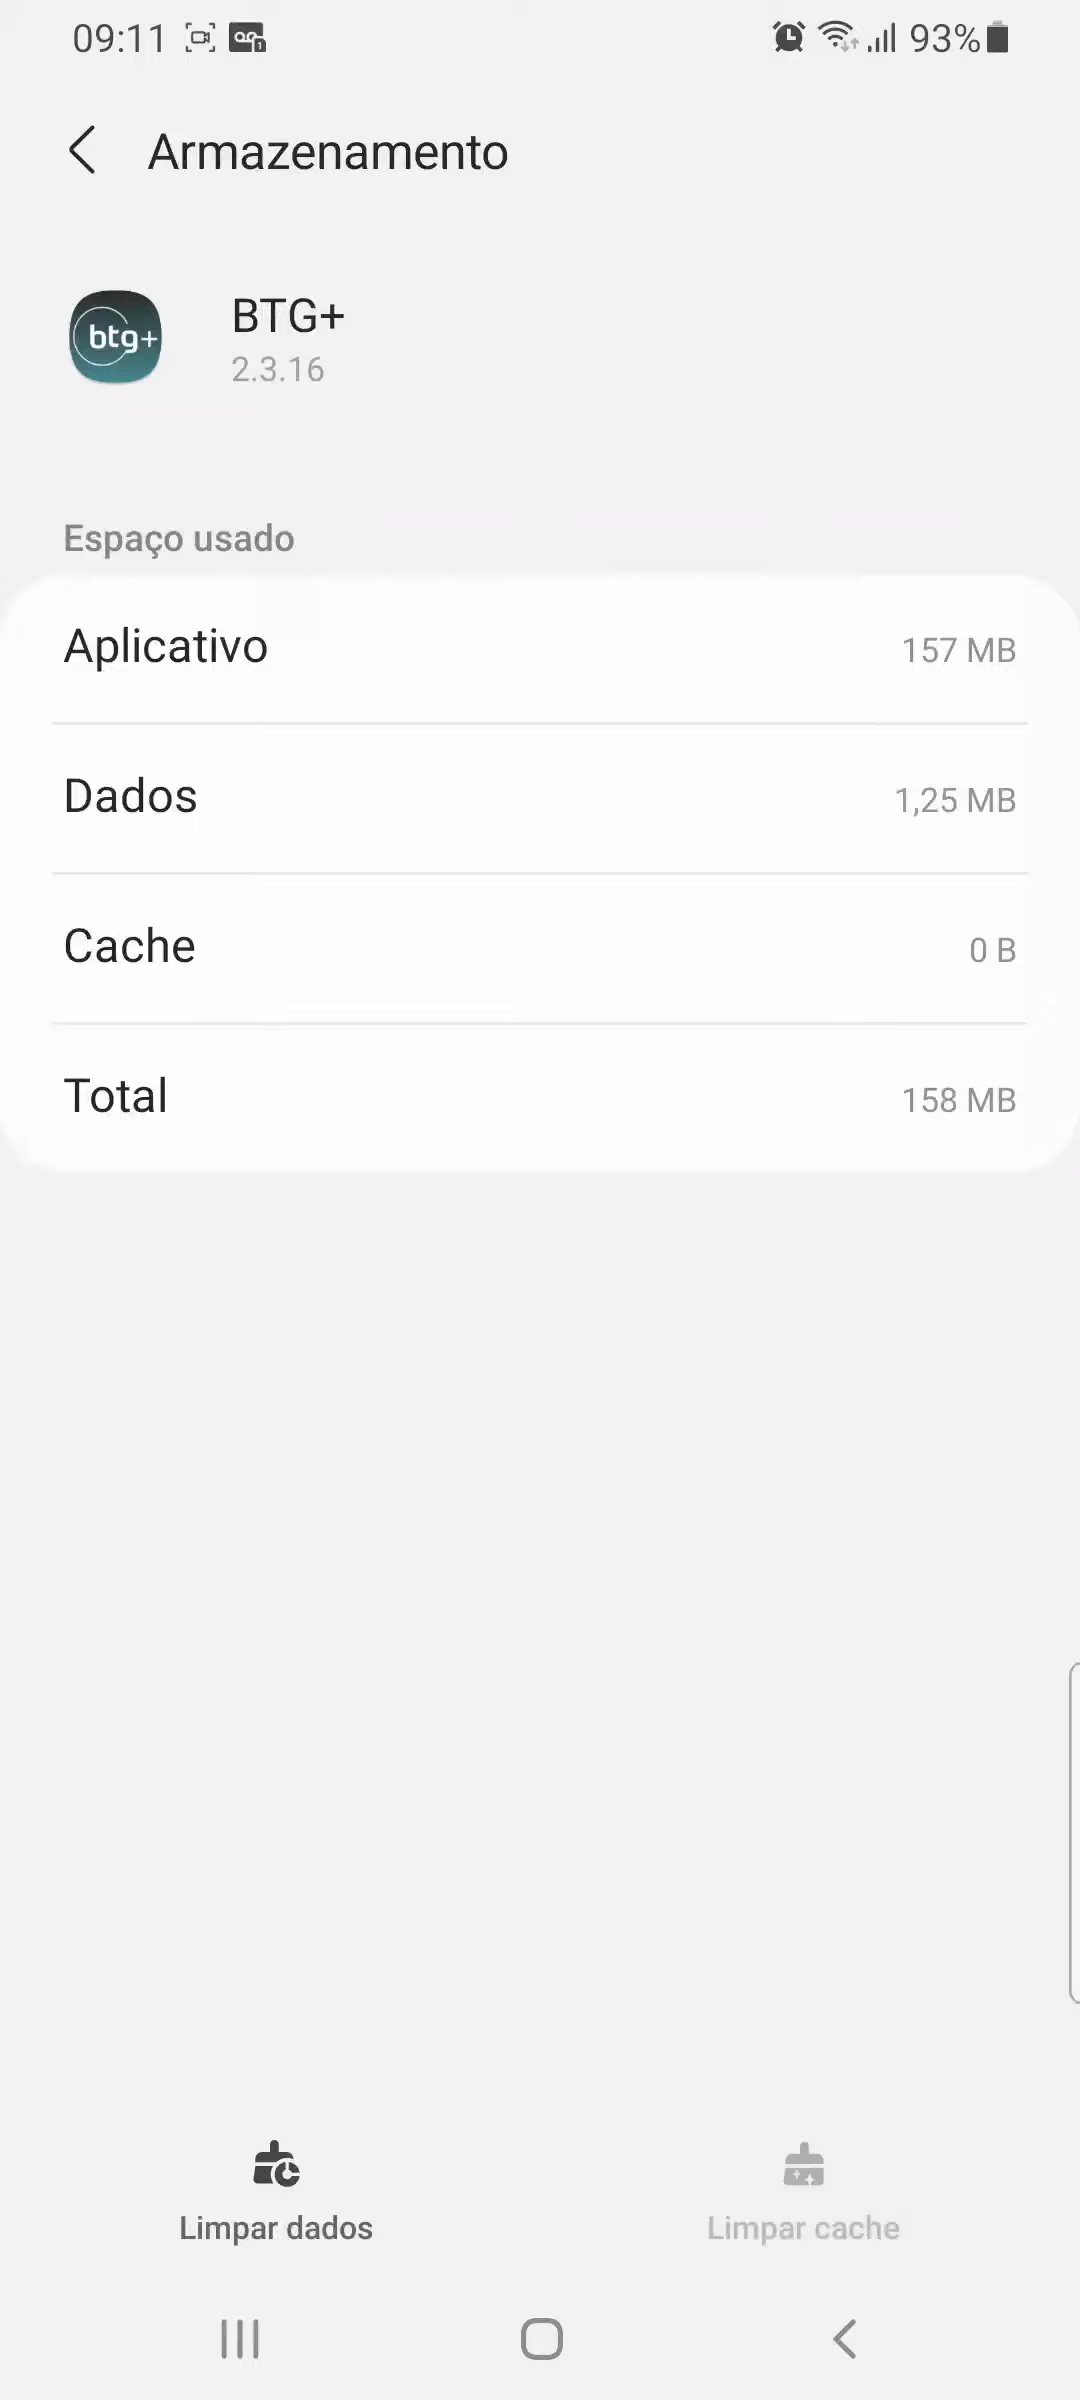 09:11 93%
Armazenamento
btg+
BTG+
2.3.16
Espaço usado
Aplicativo 157 MB
Dados 1,25 MB
Cache 0 B
Total 158 MB
Limpar dados Limpar cache